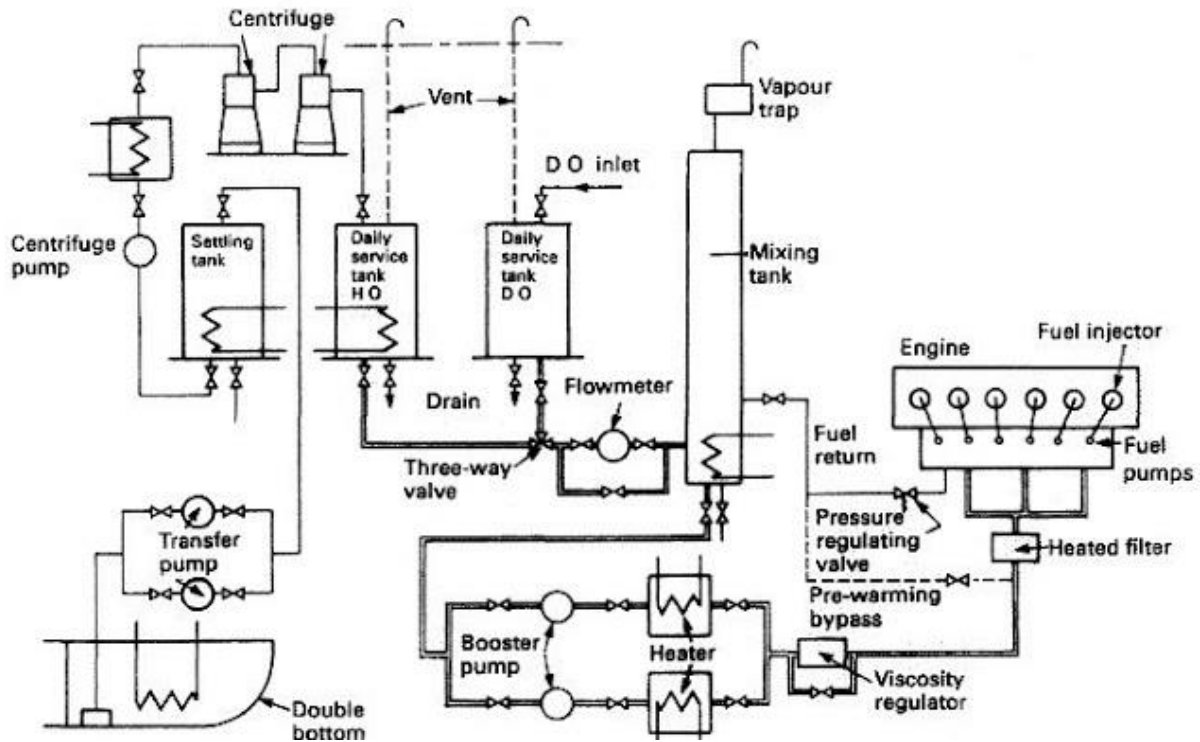 Centrifuge
Vent
Vapour
trap
D O inlet
Centrifuge
pump
Settling
tank
Daily
service
tank
H O
Daily
service
tank
D O
Mixing
tank
Fuel injector
Engine
Drain
Flowmeter
Three-way
valve
Fuel
return
Fuel
pumps
Transfer
pump
Pressure
regulating
valve
Heated filter
Pre-warming
bypass
Booster
pump
Heater
Viscosity
regulator
Double
bottom